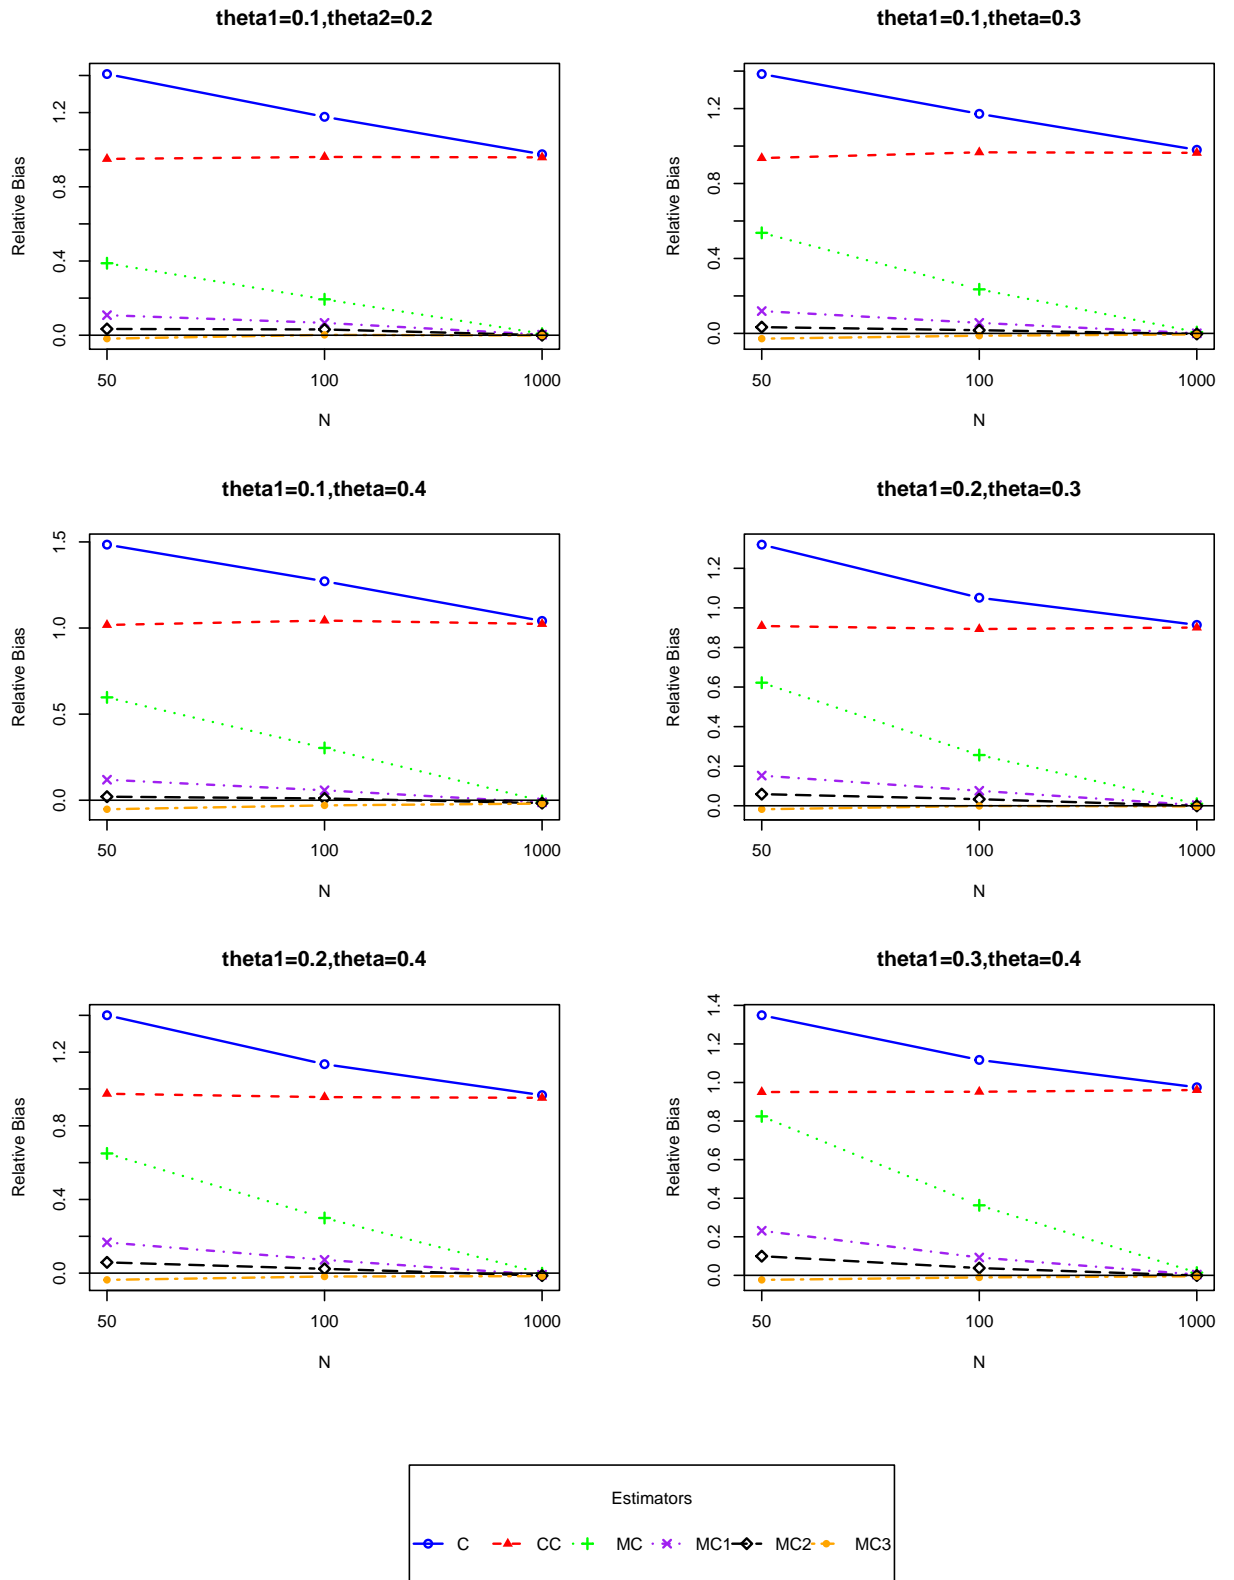 theta1=0.1,theta2=0.2
Relative Bias
0.0 0.4 0.8 1.2
50 100 1000
N
theta1=0.1,theta=0.3
Relative Bias
0.0 0.4 0.8 1.2
50 100 1000
N
theta1=0.1,theta=0.4
Relative Bias
0.0 0.5 1.0 1.5
50 100 1000
N
theta1=0.2,theta=0.3
Relative Bias
0.0 0.2 0.4 0.6 0.8 1.0 1.2
50 100 1000
N
theta1=0.2,theta=0.4
Relative Bias
0.0 0.4 0.8 1.2
50 100 1000
N
theta1=0.3,theta=0.4
Relative Bias
0.0 0.2 0.4 0.6 0.8 1.0 1.2 1.4
50 100 1000
N
Estimators
C CC MC MC1 MC2 MC3